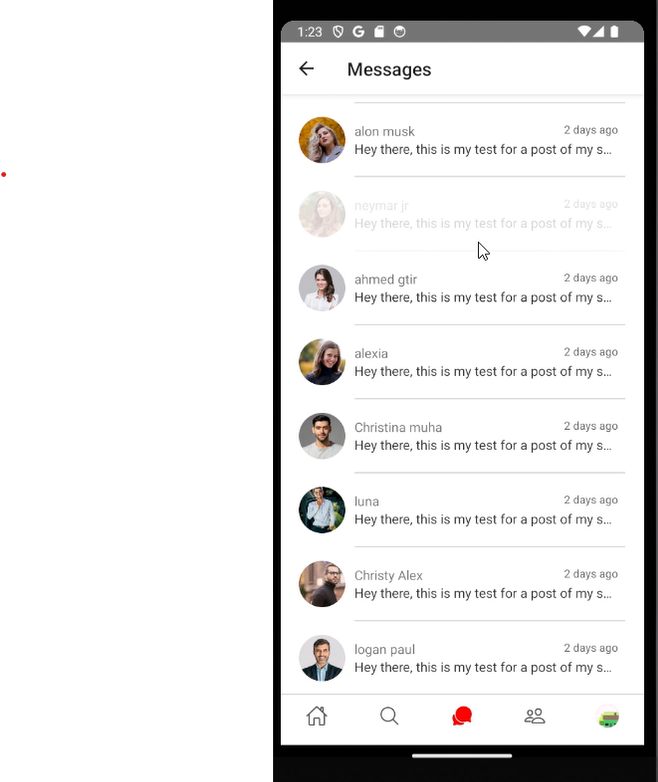 1:23
Messages
alon musk 2 days ago
Hey there, this is my test for a post of my s...
neymar jr 2 days ago
Hey there, this is my test for a post of my s...
ahmed gtir 2 days ago
Hey there, this is my test for a post of my s...
alexia 2 days ago
Hey there, this is my test for a post of my s...
Christina muha 2 days ago
Hey there, this is my test for a post of my s...
luna 2 days ago
Hey there, this is my test for a post of my s...
Christy Alex 2 days ago
Hey there, this is my test for a post of my s...
logan paul 2 days ago
Hey there, this is my test for a post of my s...